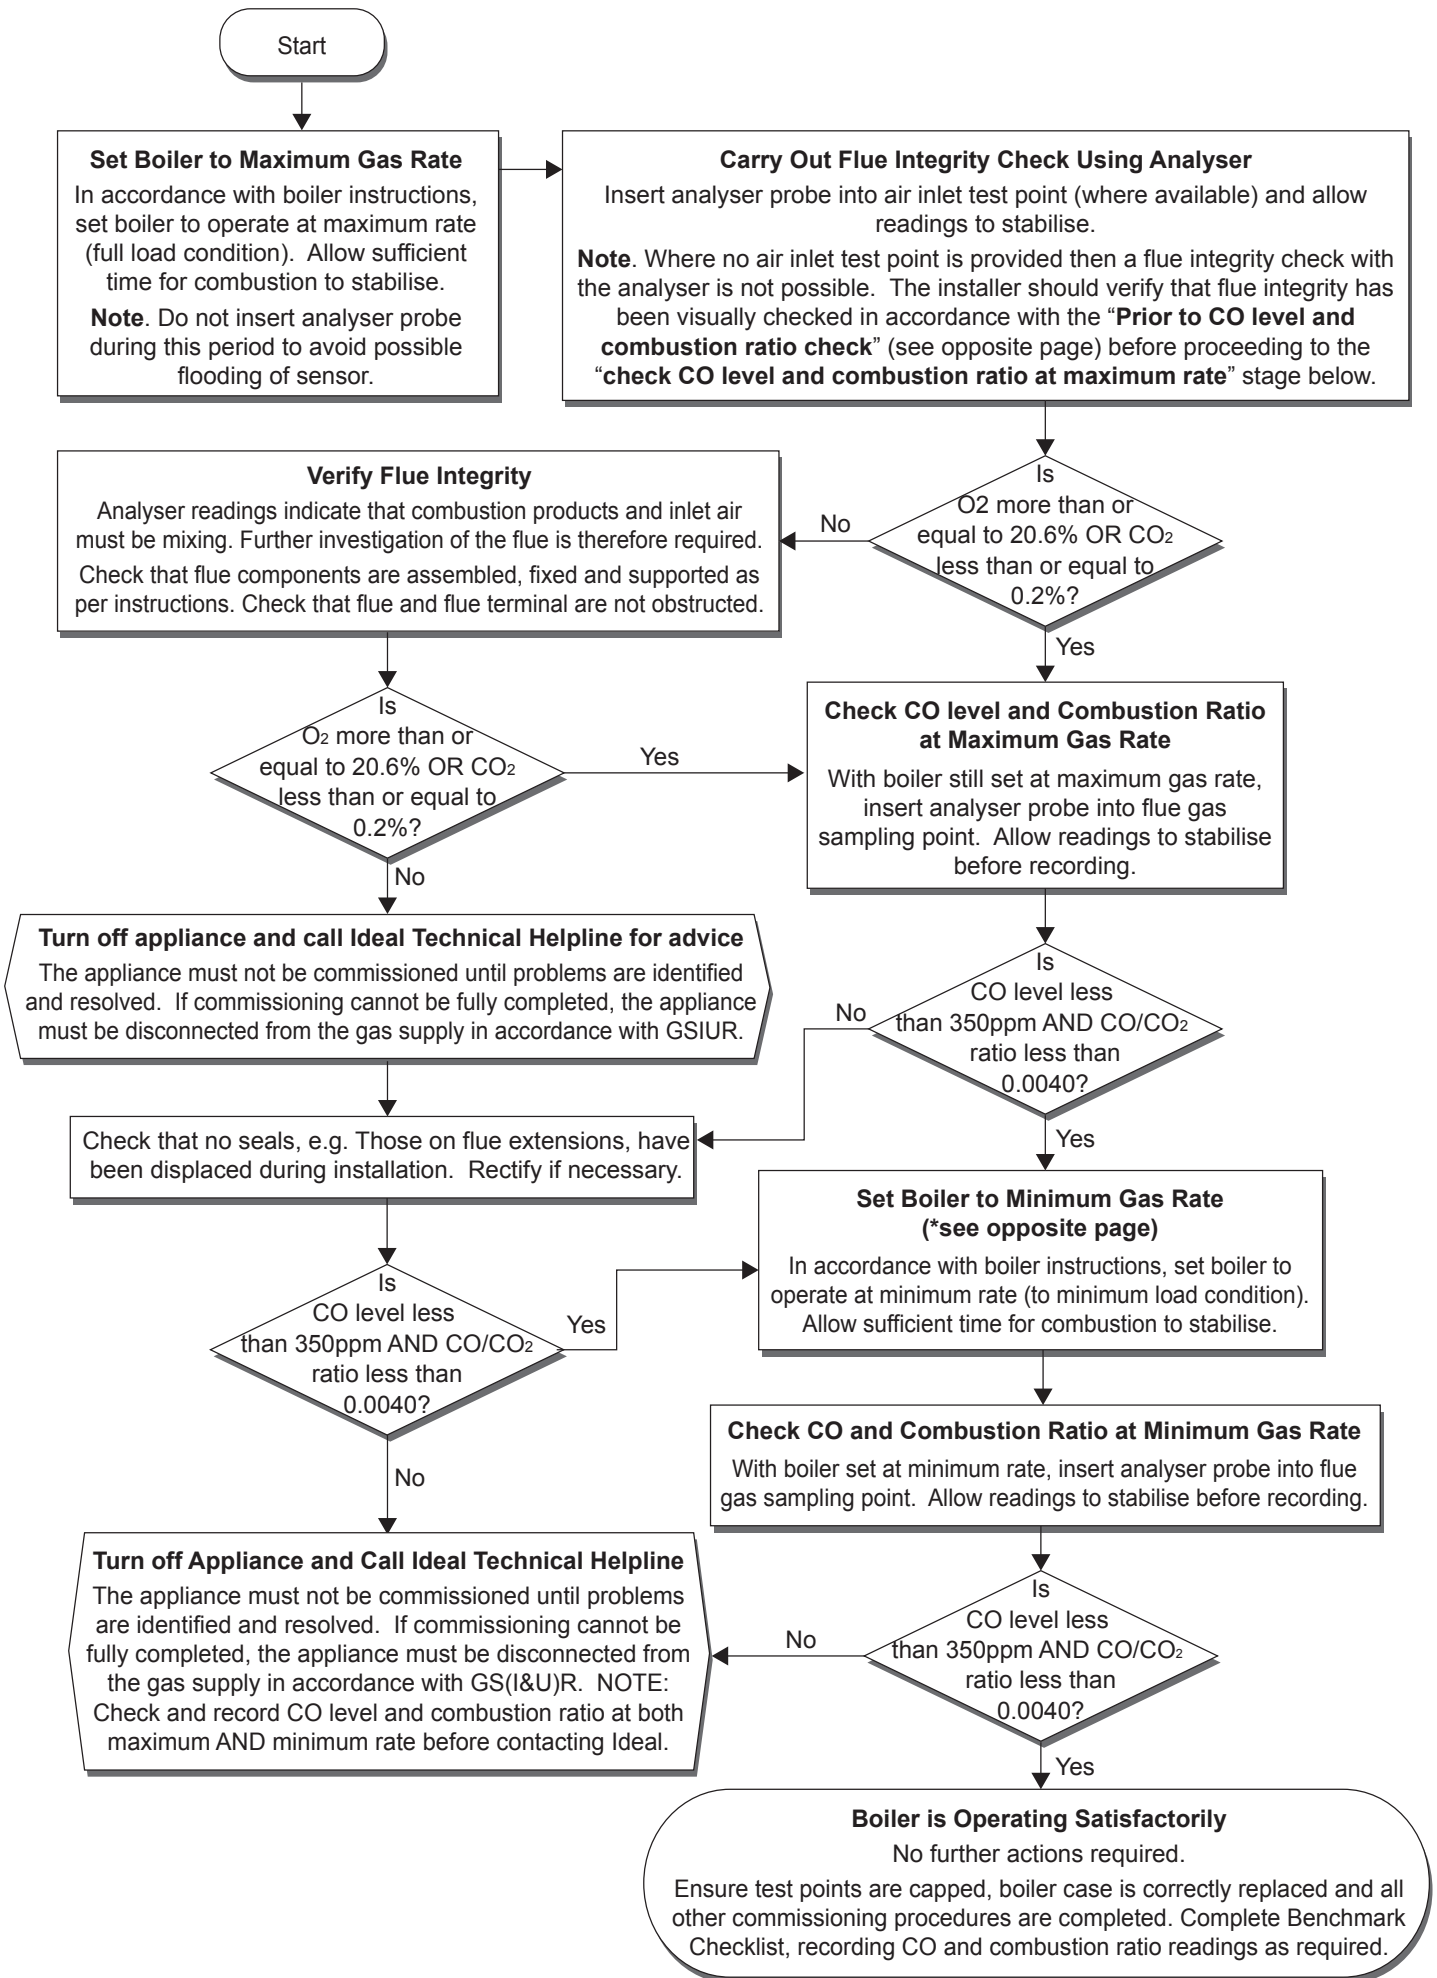 Start
Set Boiler to Maximum Gas Rate
In accordance with boiler instructions,
set boiler to operate at maximum rate
(full load condition).  Allow sufficient
time for combustion to stabilise.
Note. Do not insert analyser probe
during this period to avoid possible
flooding of sensor.
Carry Out Flue Integrity Check Using Analyser
Insert analyser probe into air inlet test point (where available) and allow
readings to stabilise.
Note. Where no air inlet test point is provided then a flue integrity check with
the analyser is not possible.  The installer should verify that flue integrity has
been visually checked in accordance with the “Prior to CO level and
combustion ratio check” (see opposite page) before proceeding to the
“check CO level and combustion ratio at maximum rate” stage below.
Is
O2 more than or
equal to 20.6% OR CO2
less than or equal to
0.2%?
No
Yes
Verify Flue Integrity
Analyser readings indicate that combustion products and inlet air
must be mixing. Further investigation of the flue is therefore required.
Check that flue components are assembled, fixed and supported as
per instructions. Check that flue and flue terminal are not obstructed.
Is
O2 more than or
equal to 20.6% OR CO2
less than or equal to
0.2%?
Yes
No
Check CO level and Combustion Ratio
at Maximum Gas Rate
With boiler still set at maximum gas rate,
insert analyser probe into flue gas
sampling point.  Allow readings to stabilise
before recording.
Turn off appliance and call Ideal Technical Helpline for advice
The appliance must not be commissioned until problems are identified
and resolved.  If commissioning cannot be fully completed, the appliance
must be disconnected from the gas supply in accordance with GSIUR.
Is
CO level less
than 350ppm AND CO/CO2
ratio less than
0.0040?
No
Yes
Check that no seals, e.g. Those on flue extensions, have
been displaced during installation.  Rectify if necessary.
Set Boiler to Minimum Gas Rate
(*see opposite page)
In accordance with boiler instructions, set boiler to
operate at minimum rate (to minimum load condition).
Allow sufficient time for combustion to stabilise.
Is
CO level less
than 350ppm AND CO/CO2
ratio less than
0.0040?
Yes
No
Check CO and Combustion Ratio at Minimum Gas Rate
With boiler set at minimum rate, insert analyser probe into flue
gas sampling point.  Allow readings to stabilise before recording.
Turn off Appliance and Call Ideal Technical Helpline
The appliance must not be commissioned until problems
are identified and resolved.  If commissioning cannot be
fully completed, the appliance must be disconnected from
the gas supply in accordance with GS(I&U)R.  NOTE:
Check and record CO level and combustion ratio at both
maximum AND minimum rate before contacting Ideal.
Is
CO level less
than 350ppm AND CO/CO2
ratio less than
0.0040?
No
Yes
Boiler is Operating Satisfactorily
No further actions required.
Ensure test points are capped, boiler case is correctly replaced and all
other commissioning procedures are completed. Complete Benchmark
Checklist, recording CO and combustion ratio readings as required.